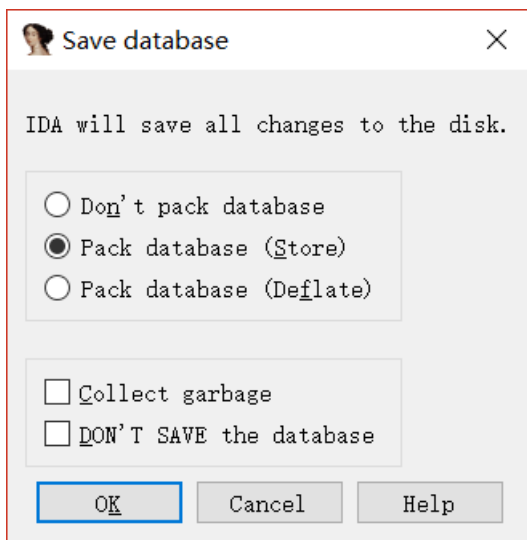 Save database
IDA will save all changes to the disk.
Don't pack database
Pack database (Store)
Pack database (Deflate)
Collect garbage
DON'T SAVE the database
OK
Cancel
Help